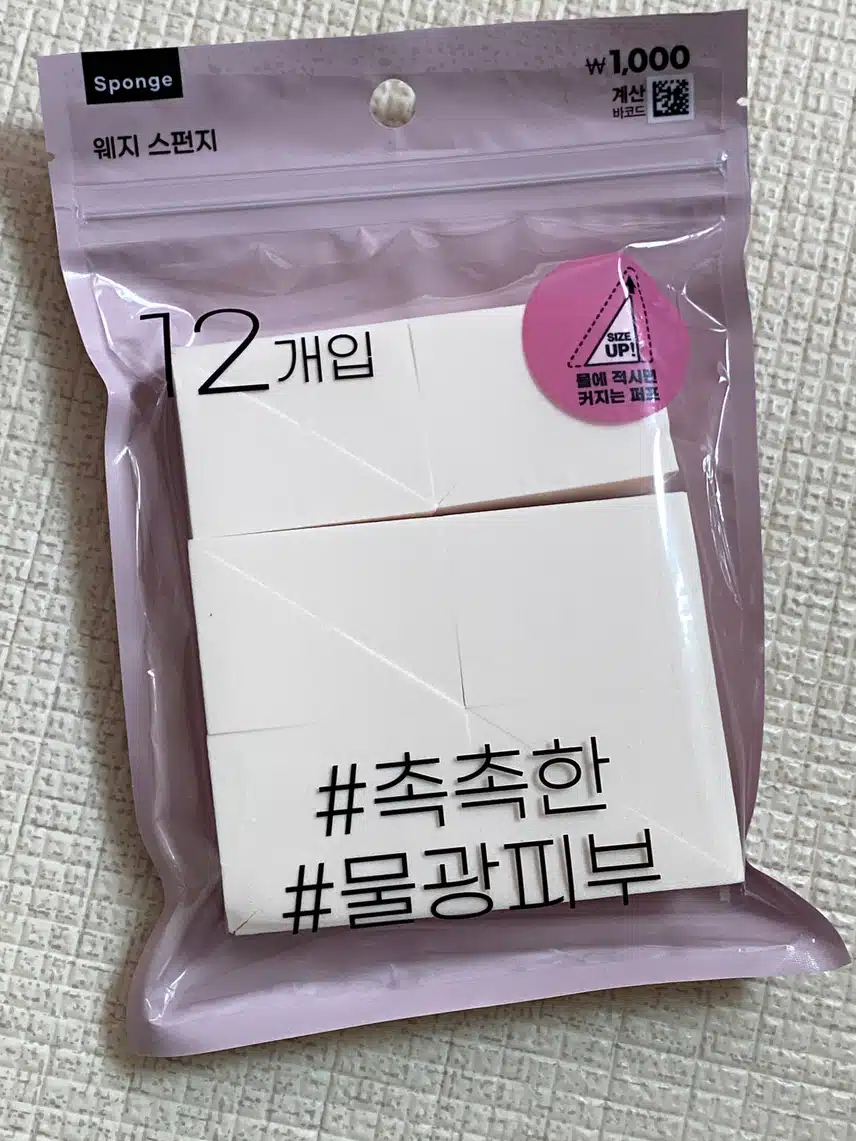 Sponge
₩1,000
계산
바코드
웨지 스펀지
12개입
SIZE
UP!
물에 적시면
커지는 퍼프
#촉촉한
#물광피부